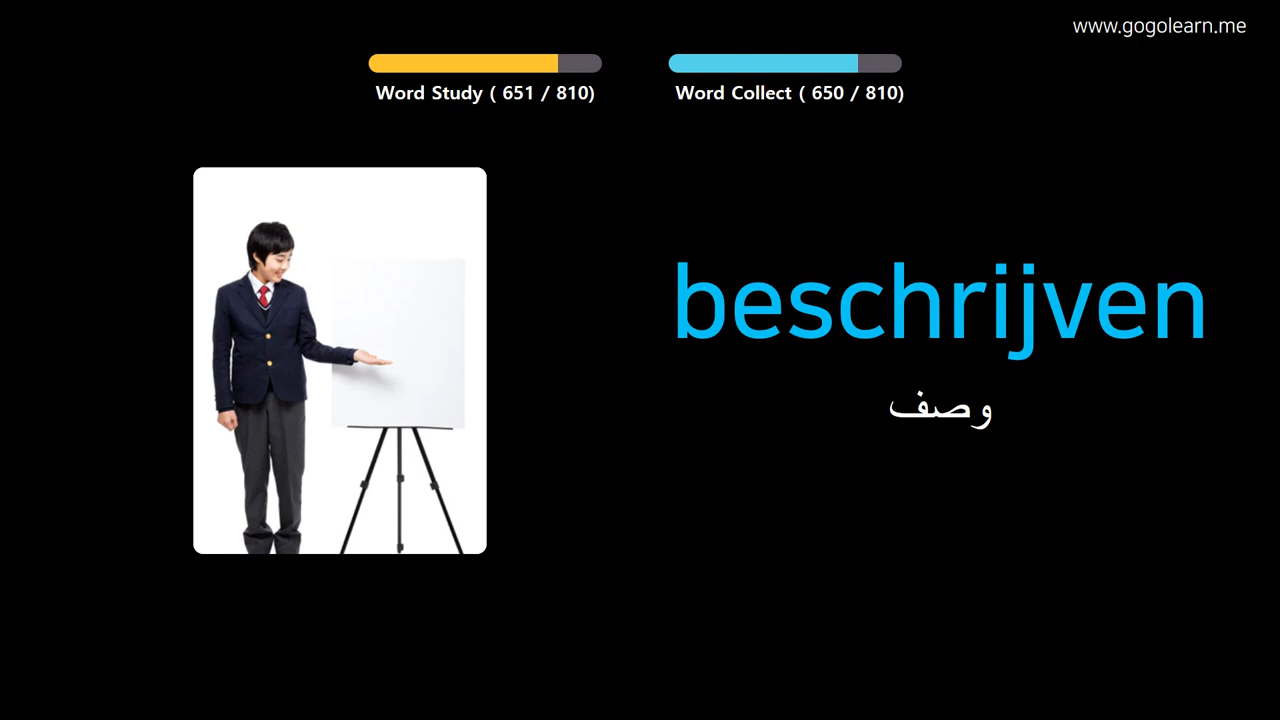 www.gogolearn.me
Word Study ( 651 / 810)
Word Collect ( 650 / 810)
beschrijven
وصف